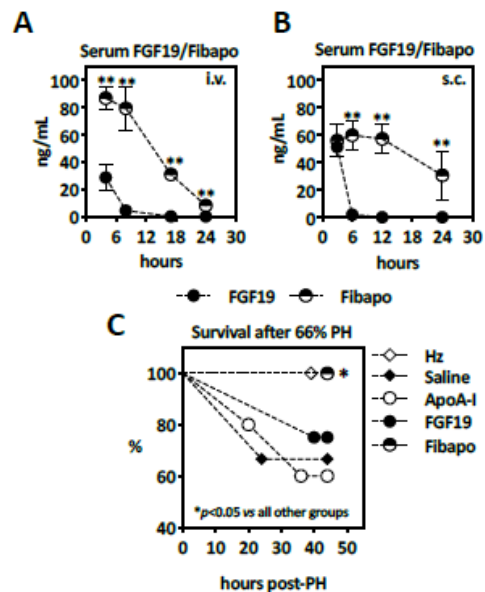 A
B
Serum FGF19/Fibapo
Serum FGF19/Fibapo
i.v.
s.c.
100
80
60
40
20
0
ng/mL
** **
**
**
0 6 12 18 24 30
hours
100
80
60
40
20
0
ng/mL
** **
**
0 6 12 18 24 30
hours
FGF19 Fibapo
C
Survival after 66% PH
100
80
60
40
%
*
*p<0.05 vs all other groups
0 10 20 30 40 50
hours post-PH
Hz
Saline
ApoA-I
FGF19
Fibapo